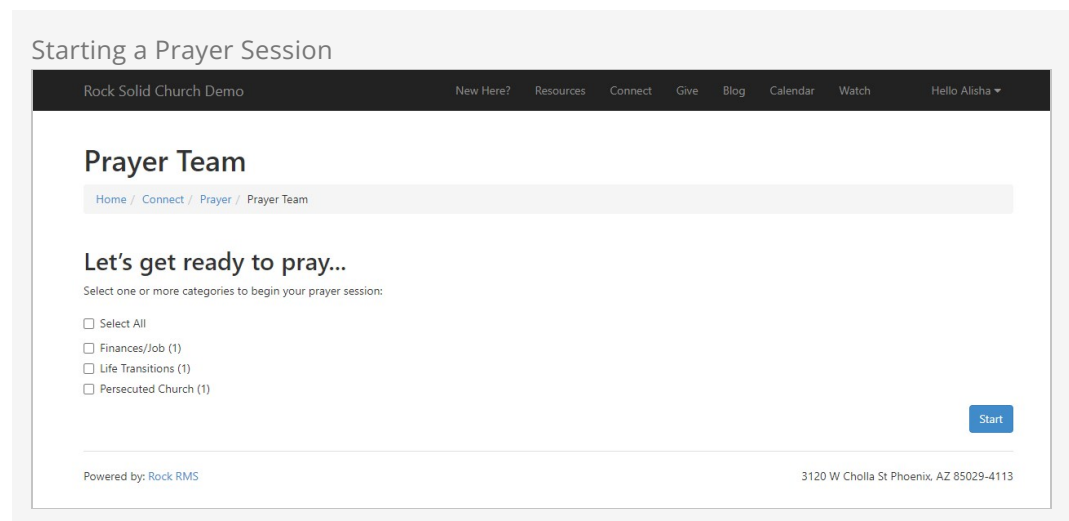 Starting a Prayer Session
Rock Solid Church Demo New Here? Resources Connect Give Blog Calendar Watch Hello Alisha
Prayer Team
Home / Connect / Prayer / Prayer Team
Let's get ready to pray...
Select one or more categories to begin your prayer session:
Select All
Finances/Job (1)
Life Transitions (1)
Persecuted Church (1)
Start
Powered by: Rock RMS 3120 W Cholla St Phoenix, AZ 85029-4113